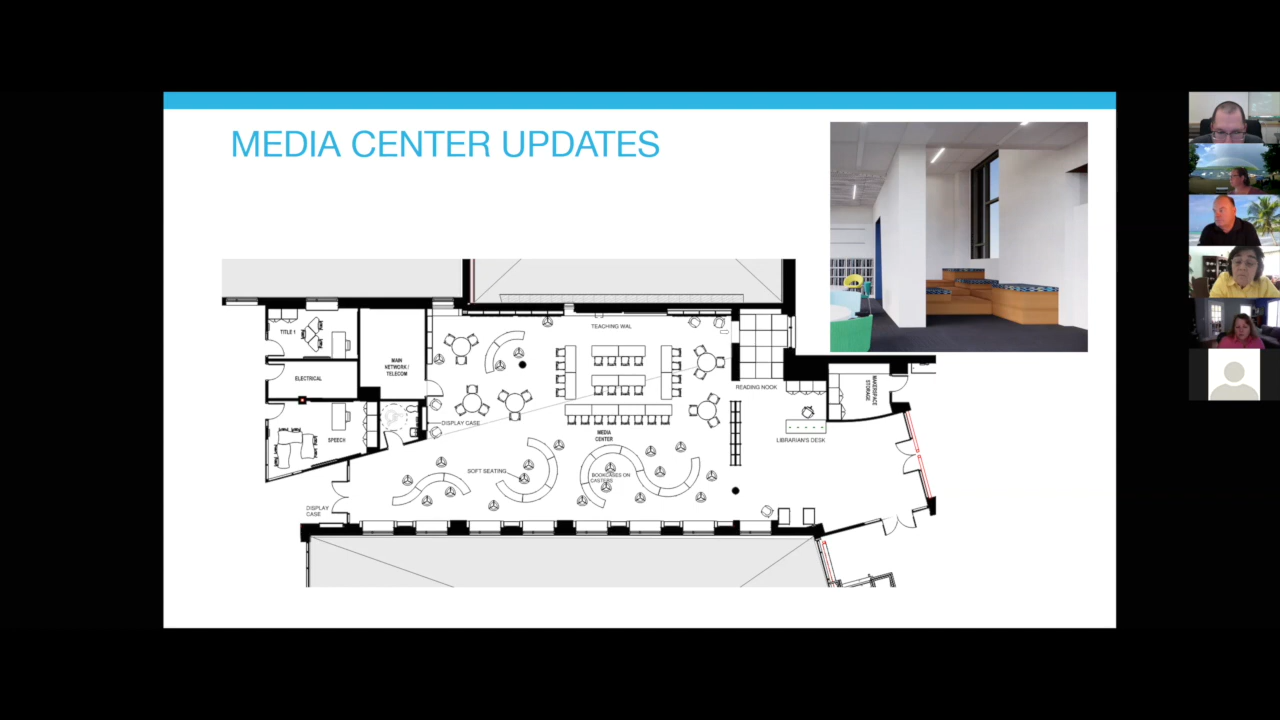 MEDIA CENTER UPDATES
TEACHING WAL
TITLE 1
MAIN
NETWORK /
TELECOM
ELECTRICAL
READING NOOK
MAKERSPACE
STORAGE
DISPLAY CASE
SPEECH
MEDIA
CENTER
LIBRARIAN'S DESK
SOFT SEATING
BOOKCASES ON
CASTERS
DISPLAY
CASE